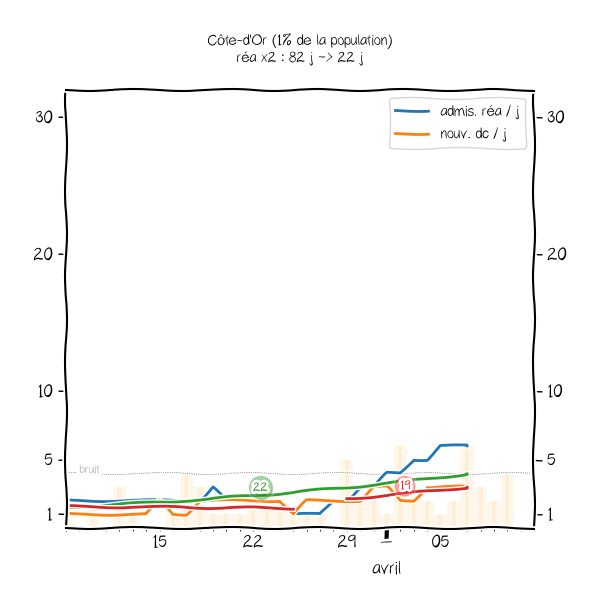 Côte-d'Or (1% de la population)
réa x2 : 82 j -> 22 j
admis. réa / j
nouv. dc / j
30 30
20 20
10 10
5 5
bruit
22 19
1 1
15 22 29 1 05
avril